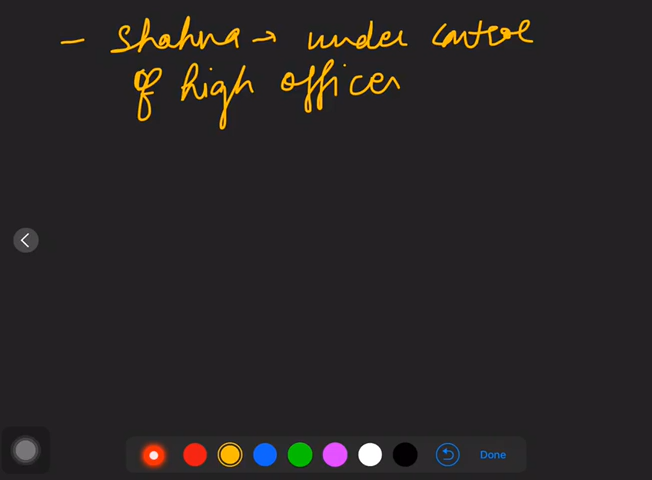 - Shahna → under control
of high officer
Done